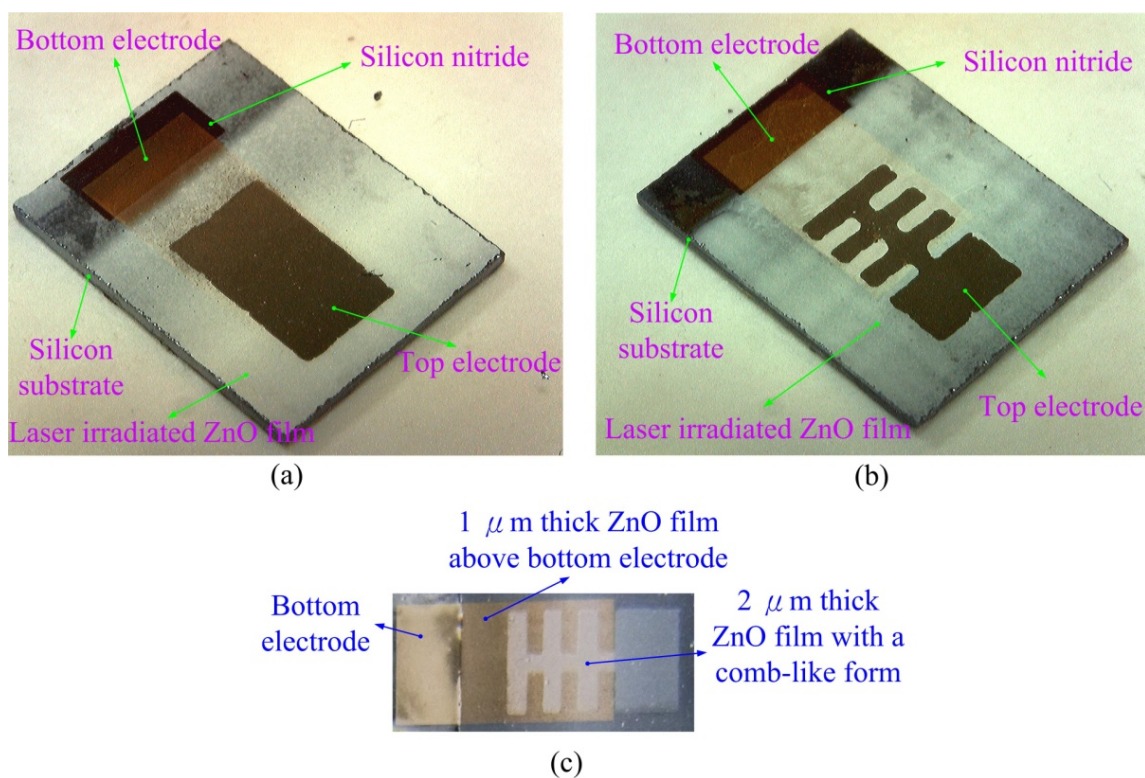 Bottom electrode
Silicon nitride
Silicon
substrate
Top electrode
Laser irradiated ZnO film
(a)
Bottom electrode
Silicon nitride
Silicon
substrate
Top electrode
Laser irradiated ZnO film
(b)
1 μm thick ZnO film
above bottom electrode
Bottom
electrode
2 μm thick
ZnO film with a
comb-like form
(c)